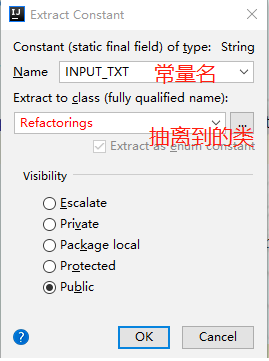 Extract Constant
Constant (static final field) of type: String
Name INPUT_TXT 常量名
Extract to class (fully qualified name):
Refactorings ...
抽离到的类
Extract as enum constant
Visibility
Escalate
Private
Package local
Protected
Public
? OK Cancel